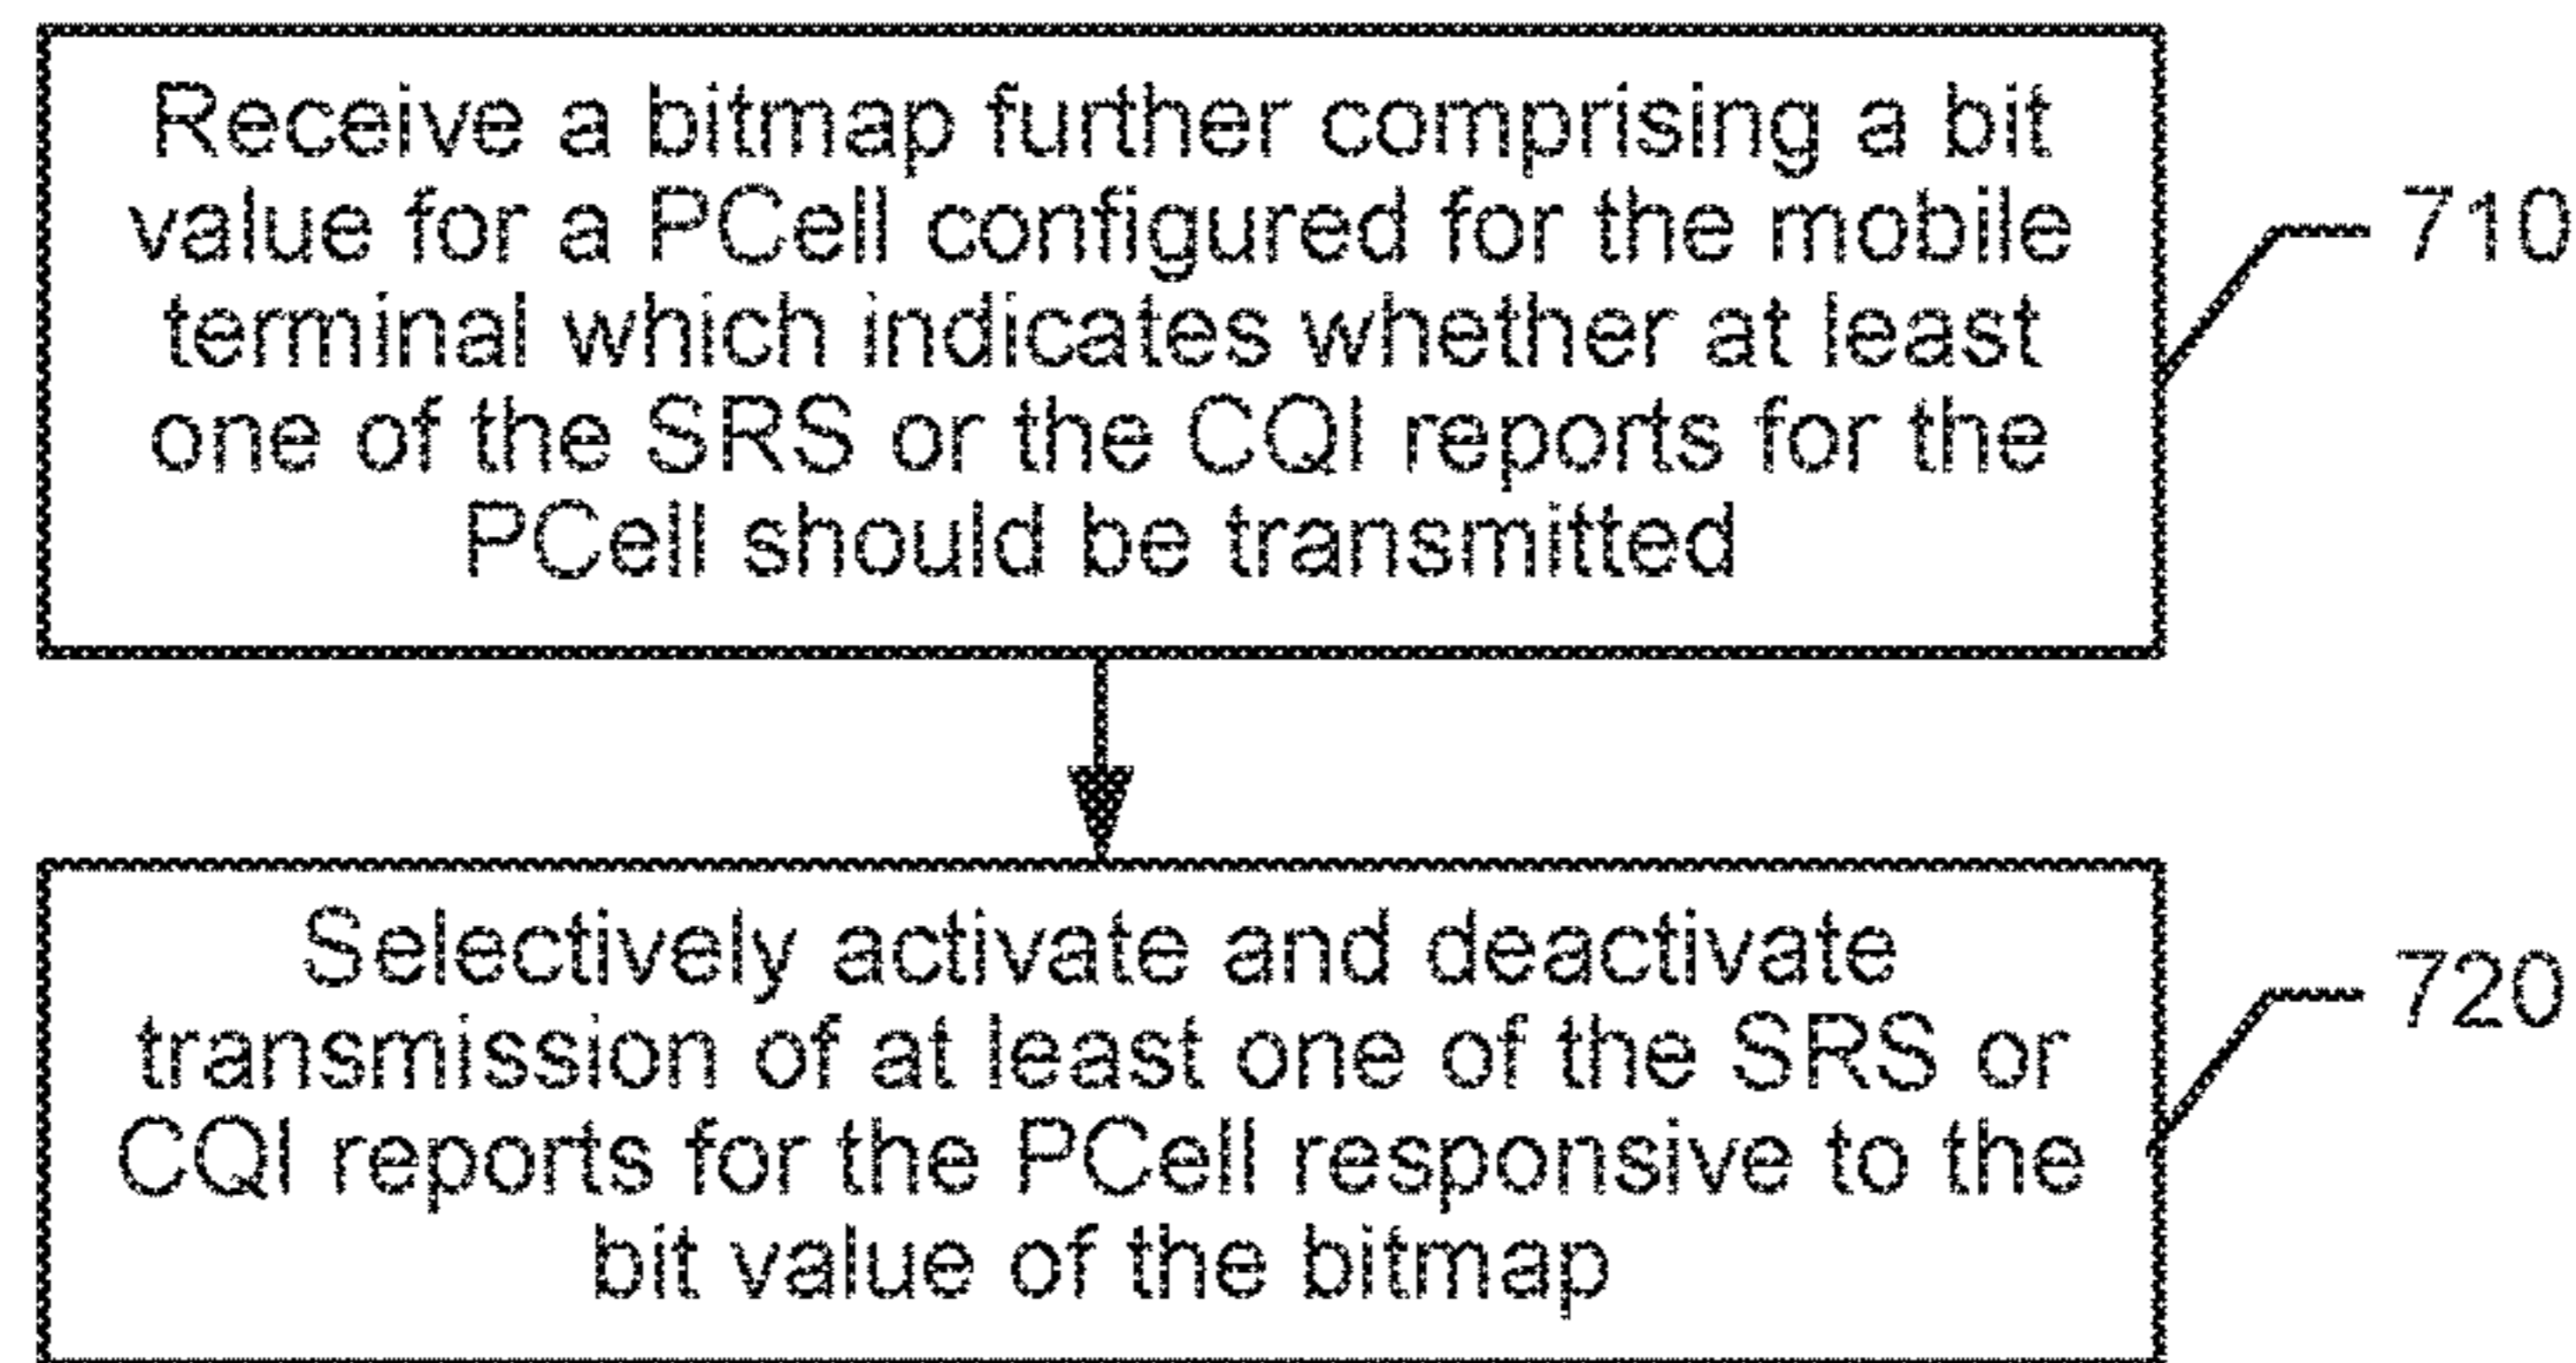 Receive a bitmap further comprising a bit
value for a PCell configured for the mobile
terminal which indicates whether at least
one of the SRS or the CQI reports for the
PCell should be transmitted
710
Selectively activate and deactivate
transmission of at least one of the SRS or
CQI reports for the PCell responsive to the
bit value of the bitmap
720